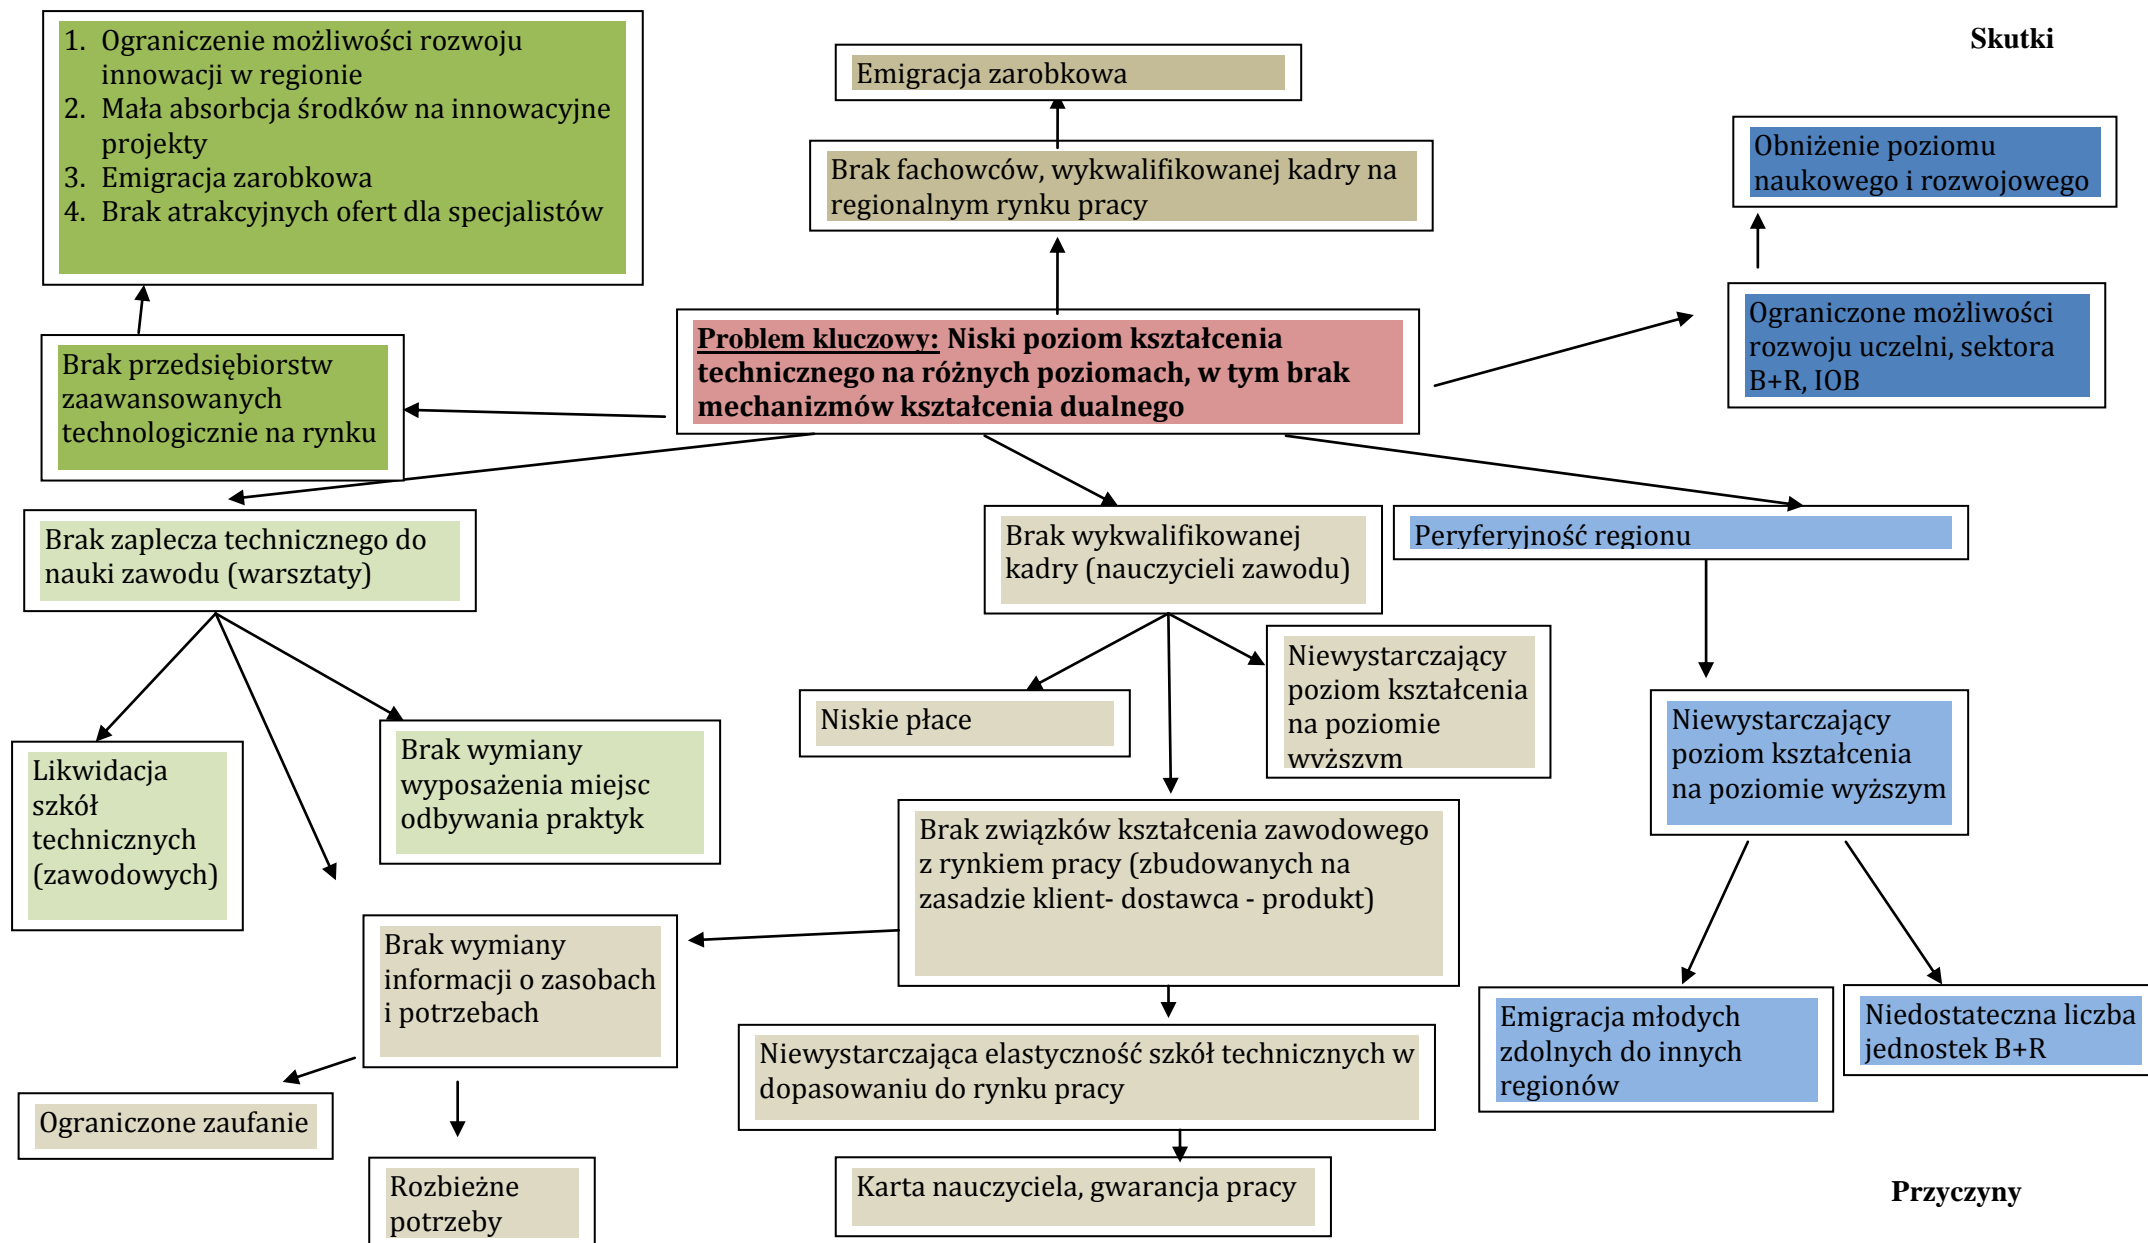 1. Ograniczenie możliwości rozwoju
innowacji w regionie
2. Mała absorbcja środków na innowacyjne
projekty
3. Emigracja zarobkowa
4. Brak atrakcyjnych ofert dla specjalistów
Emigracja zarobkowa
Skutki
Brak fachowców, wykwalifikowanej kadry na
regionalnym rynku pracy
Obniżenie poziomu
naukowego i rozwojowego
Brak przedsiębiorstw
zaawansowanych
technologicznie na rynku
Problem kluczowy: Niski poziom kształcenia
technicznego na różnych poziomach, w tym brak
mechanizmów kształcenia dualnego
Ograniczone możliwości
rozwoju uczelni, sektora
B+R, IOB
Brak zaplecza technicznego do
nauki zawodu (warsztaty)
Brak wykwalifikowanej
kadry (nauczycieli zawodu)
Peryferyjność regionu
Niskie płace
Niewystarczający
poziom kształcenia
na poziomie
wyższym
Niewystarczający
poziom kształcenia
na poziomie wyższym
Likwidacja
szkół
technicznych
(zawodowych)
Brak wymiany
wyposażenia miejsc
odbywania praktyk
Brak związków kształcenia zawodowego
z rynkiem pracy (zbudowanych na
zasadzie klient- dostawca - produkt)
Brak wymiany
informacji o zasobach
i potrzebach
Niewystarczająca elastyczność szkół technicznych w
dopasowaniu do rynku pracy
Emigracja młodych
zdolnych do innych
regionów
Niedostateczna liczba
jednostek B+R
Ograniczone zaufanie
Rozbieżne
potrzeby
Karta nauczyciela, gwarancja pracy
Przyczyny